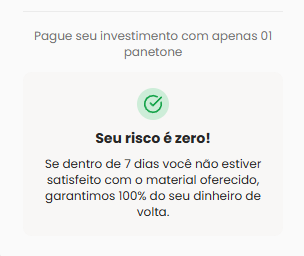 Pague seu investimento com apenas 01
panetone
Seu risco é zero!
Se dentro de 7 dias você não estiver
satisfeito com o material oferecido,
garantimos 100% do seu dinheiro de
volta.